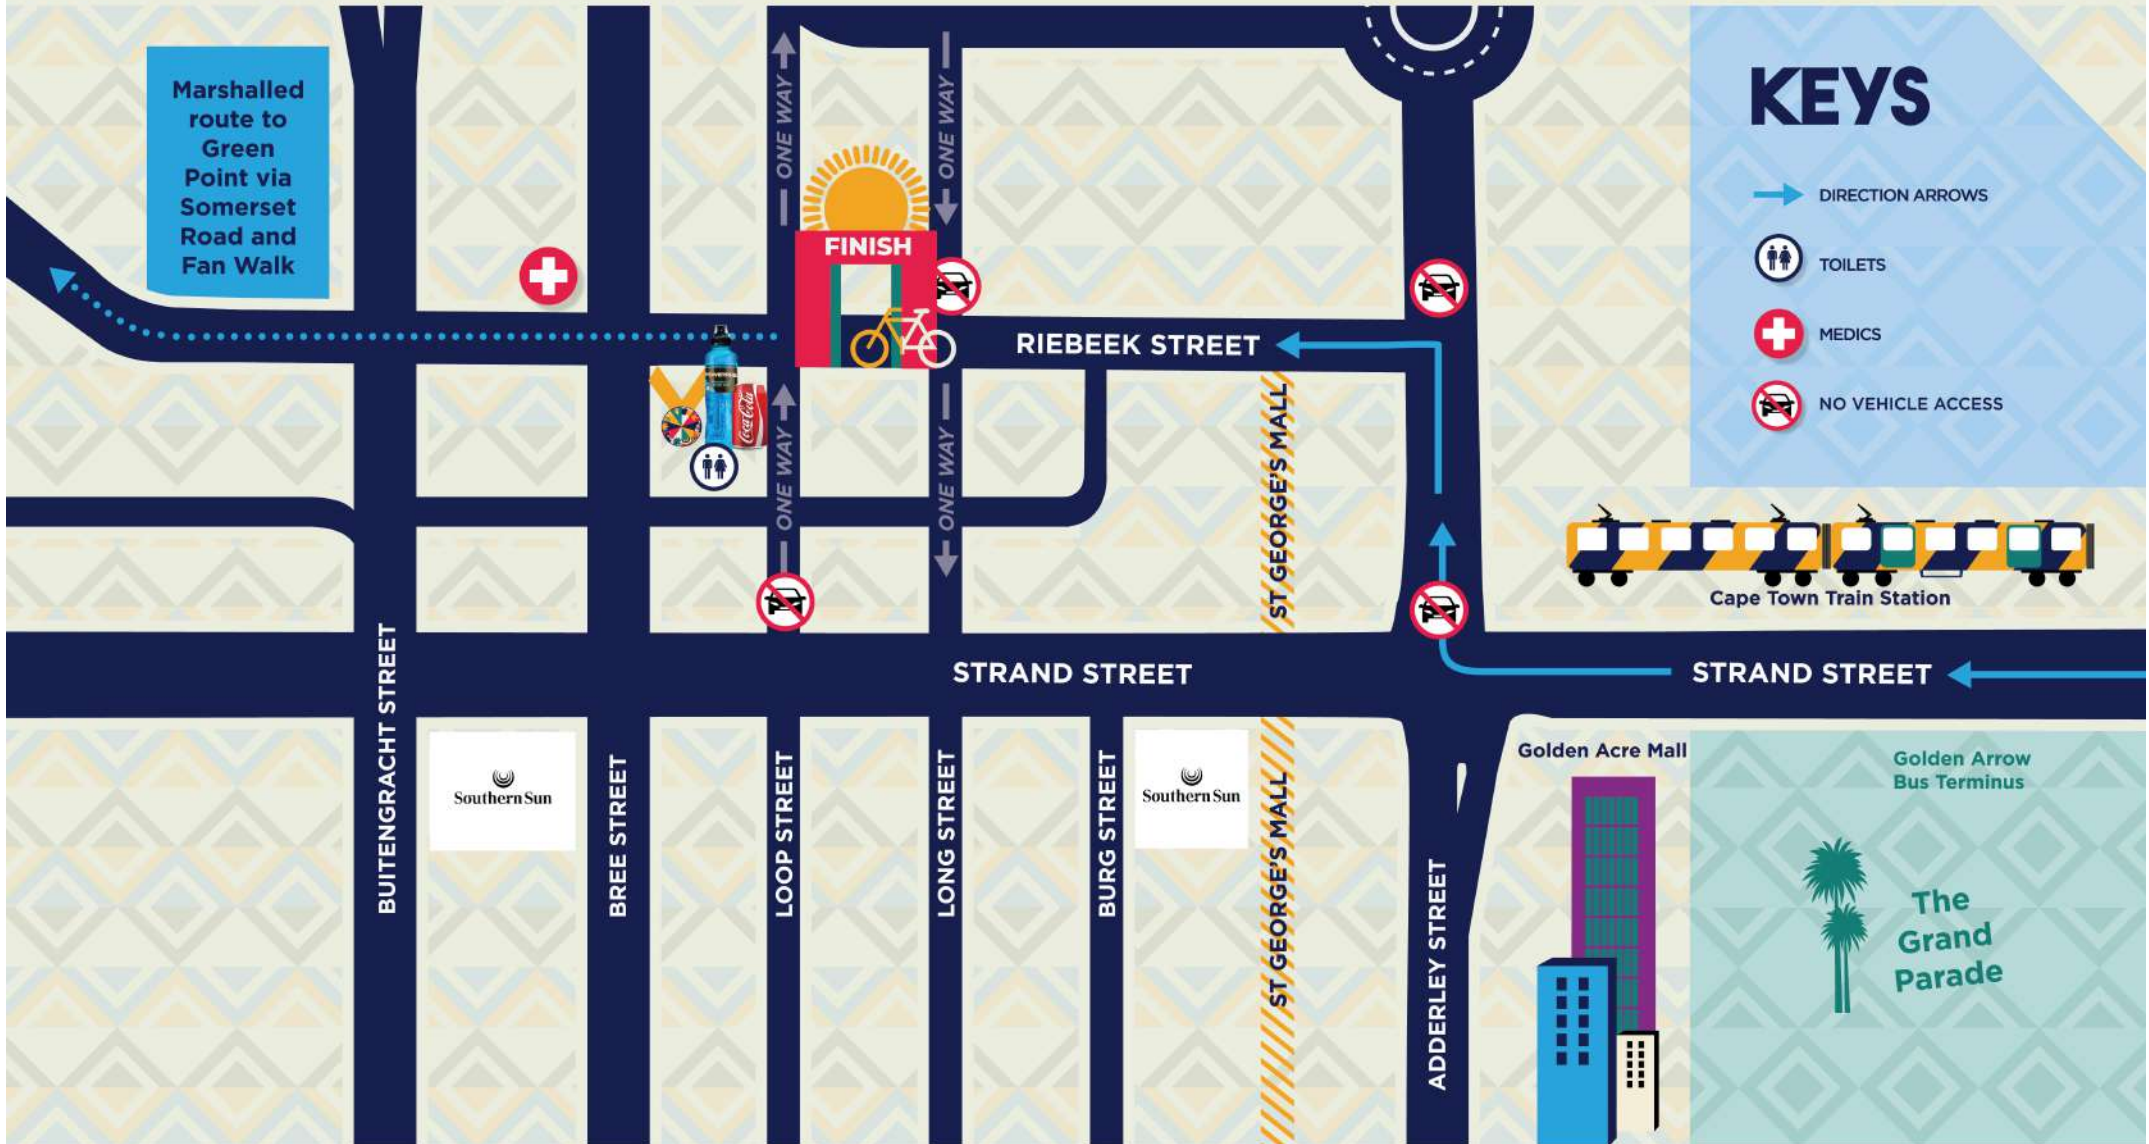 Marshalled
route to
Green
Point via
Somerset
Road and
Fan Walk
ONE WAY
ONE WAY
FINISH
KEYS
DIRECTION ARROWS
TOILETS
MEDICS
NO VEHICLE ACCESS
RIEBEEK STREET
POWERADE
Coca-Cola
ONE WAY
ONE WAY
ST GEORGE'S MALL
Cape Town Train Station
STRAND STREET
STRAND STREET
BUITENGRACHT STREET
Southern Sun
BREE STREET
LOOP STREET
LONG STREET
BURG STREET
Southern Sun
ST GEORGE'S MALL
ADDERLEY STREET
Golden Acre Mall
Golden Arrow
Bus Terminus
The
Grand
Parade